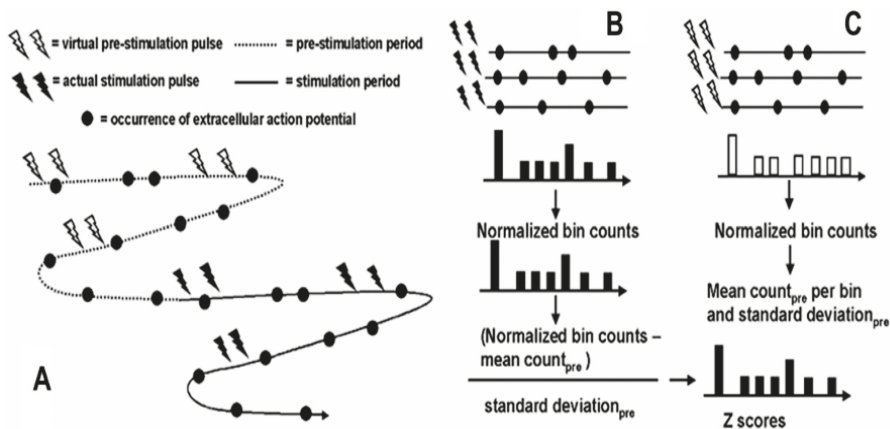 = virtual pre-stimulation pulse
= pre-stimulation period
= actual stimulation pulse
= stimulation period
= occurrence of extracellular action potential
A
B
Normalized bin counts
(Normalized bin counts –
mean countpre )
standard deviationpre
C
Normalized bin counts
Mean countpre per bin
and standard deviationpre
Z scores